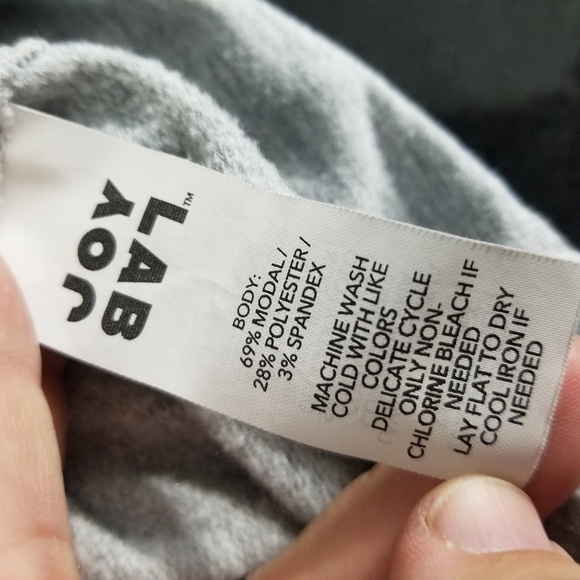 JOY
LAB™
BODY:
69% MODAL/
28% POLYESTER/
3% SPANDEX
MACHINE WASH
COLD WITH LIKE
COLORS
DELICATE CYCLE
ONLY NON-
CHLORINE BLEACH IF
NEEDED
LAY FLAT TO DRY
COOL IRON IF
NEEDED